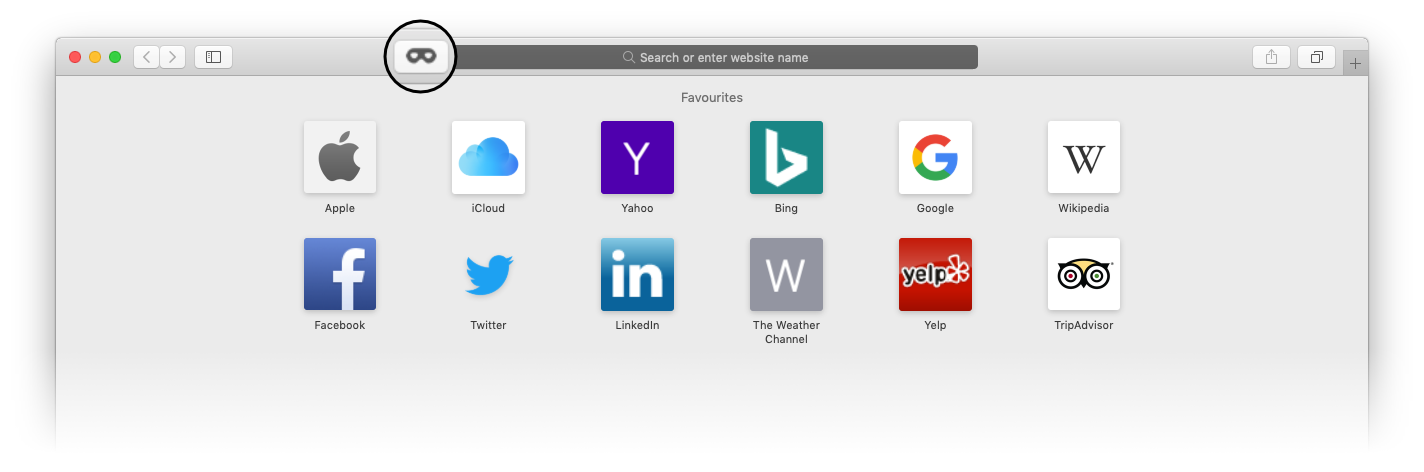 Search or enter website name
Favourites
Y
W
Apple
iCloud
Yahoo
Bing
Google
Wikipedia
f
in
W
yelp
Facebook
Twitter
LinkedIn
The Weather
Channel
Yelp
TripAdvisor